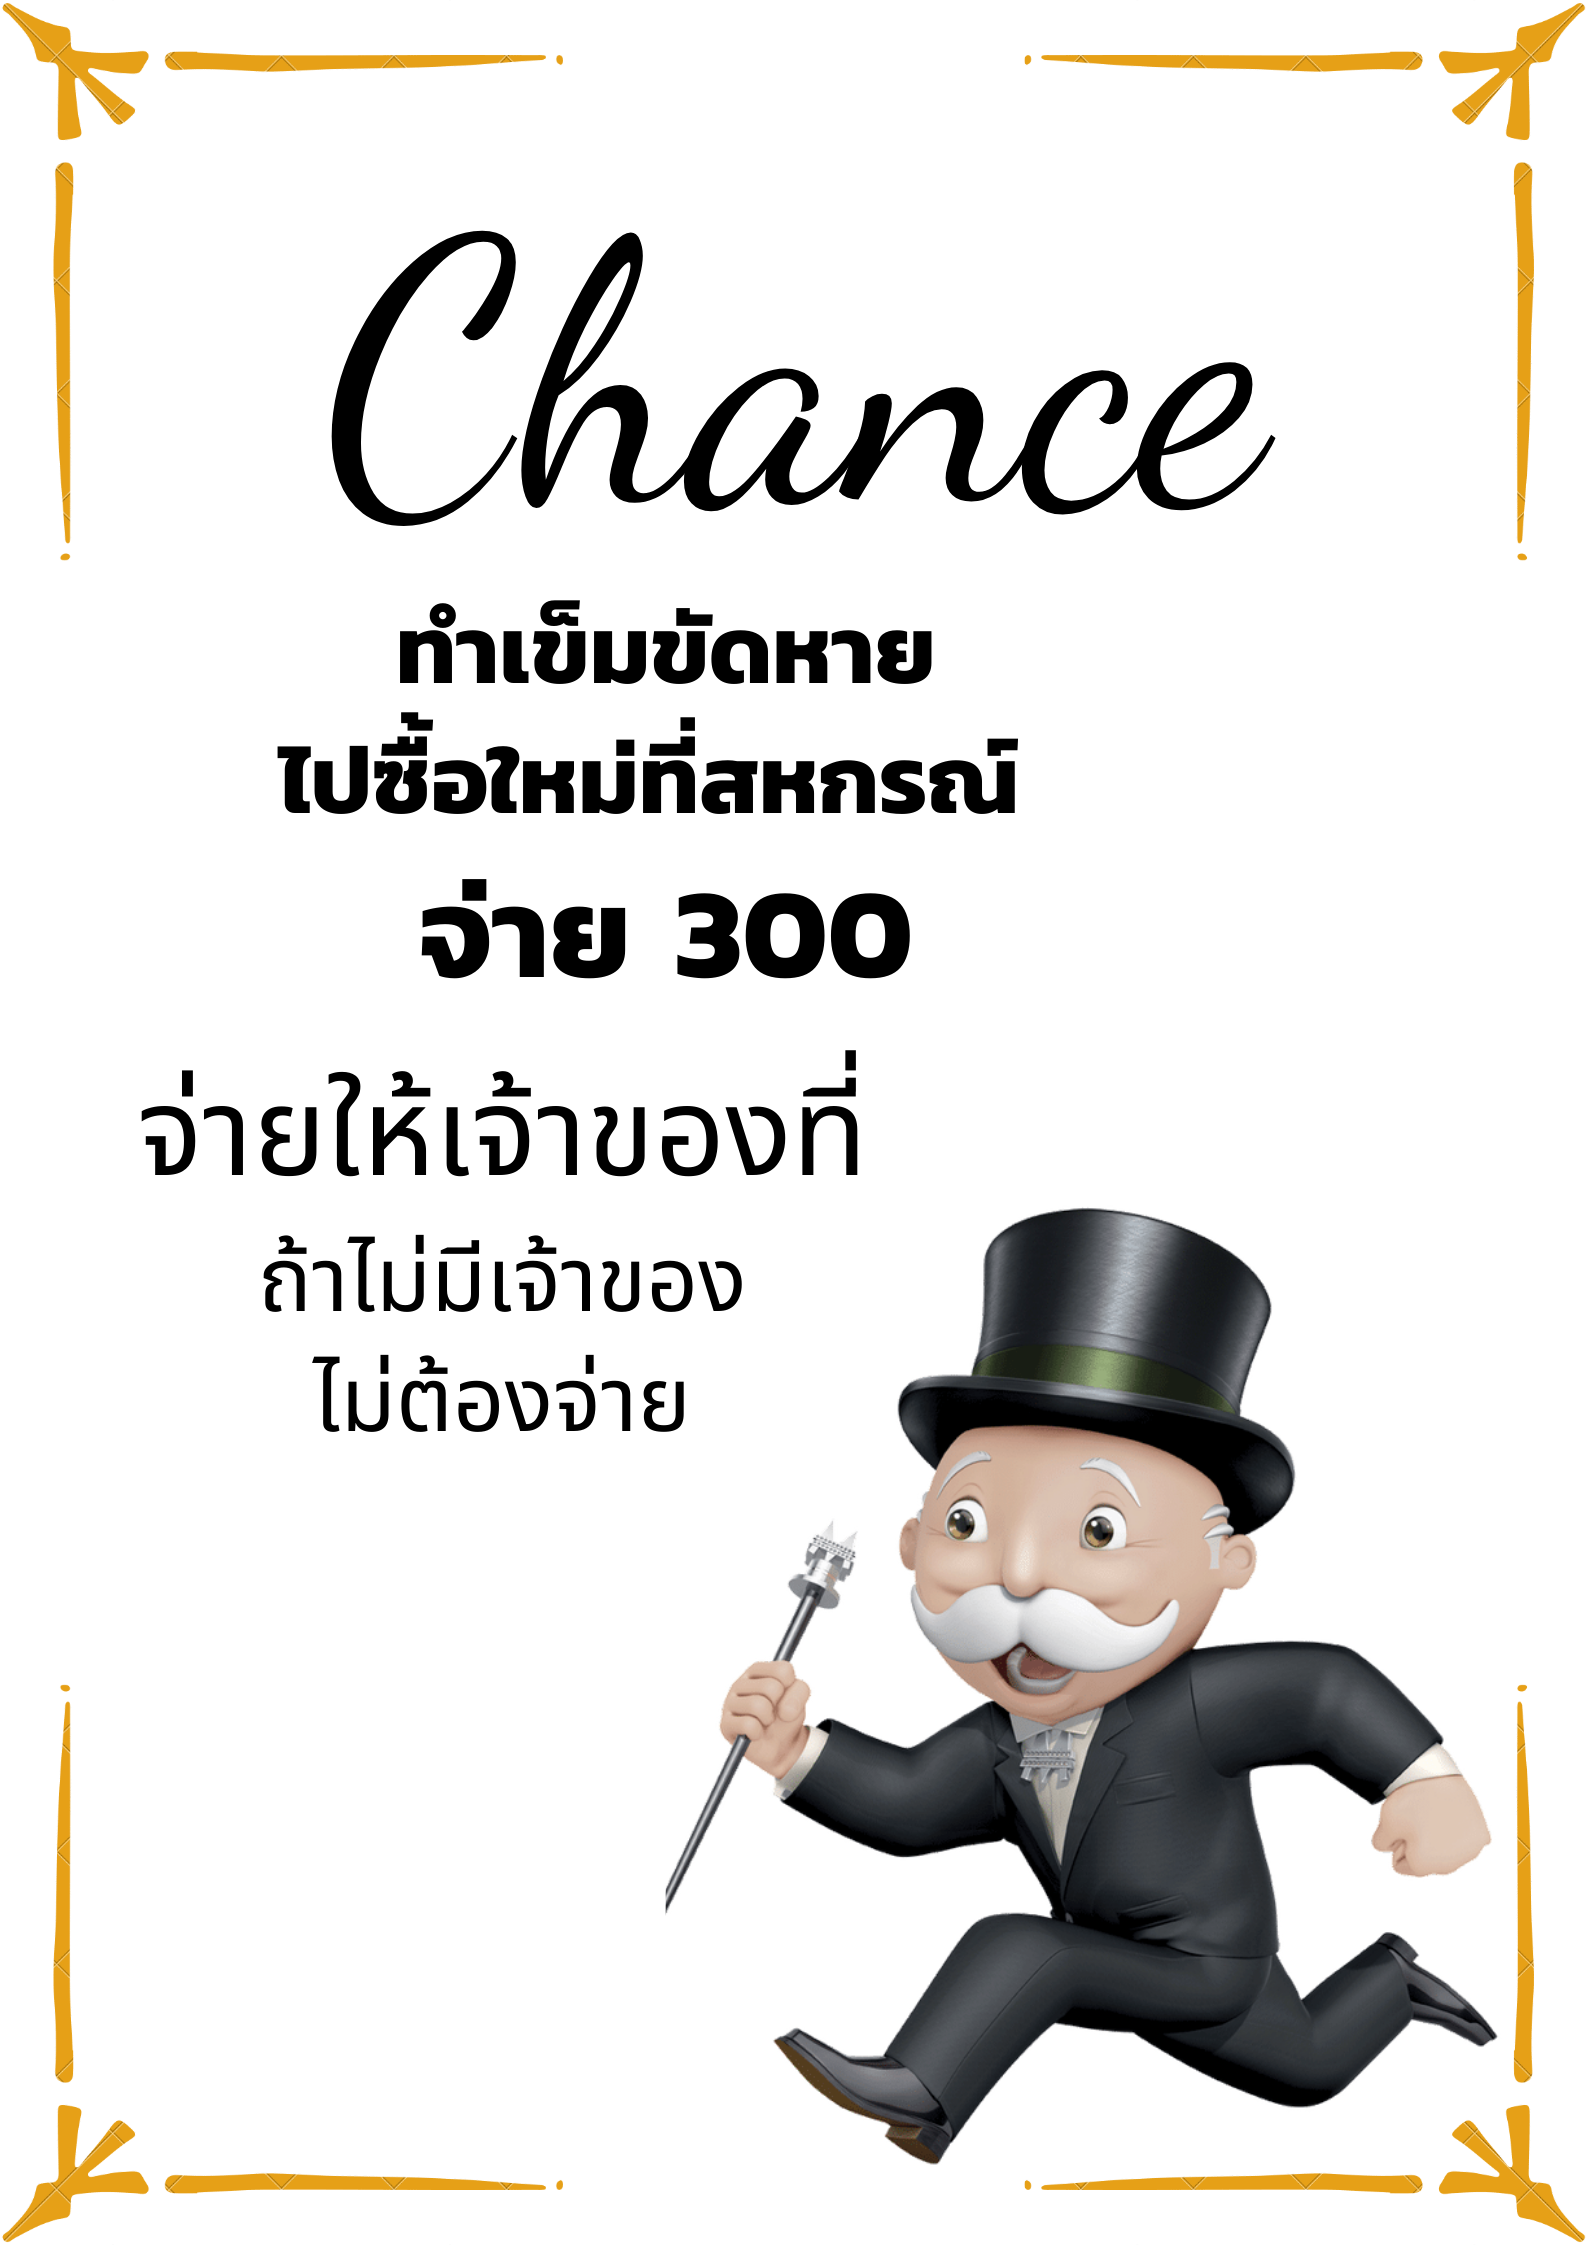 Chance
ทำเข็มขัดหาย
ไปซื้อใหม่ที่สหกรณ์
จ่าย 300
จ่ายให้เจ้าของที่
ถ้าไม่มีเจ้าของ
ไม่ต้องจ่าย